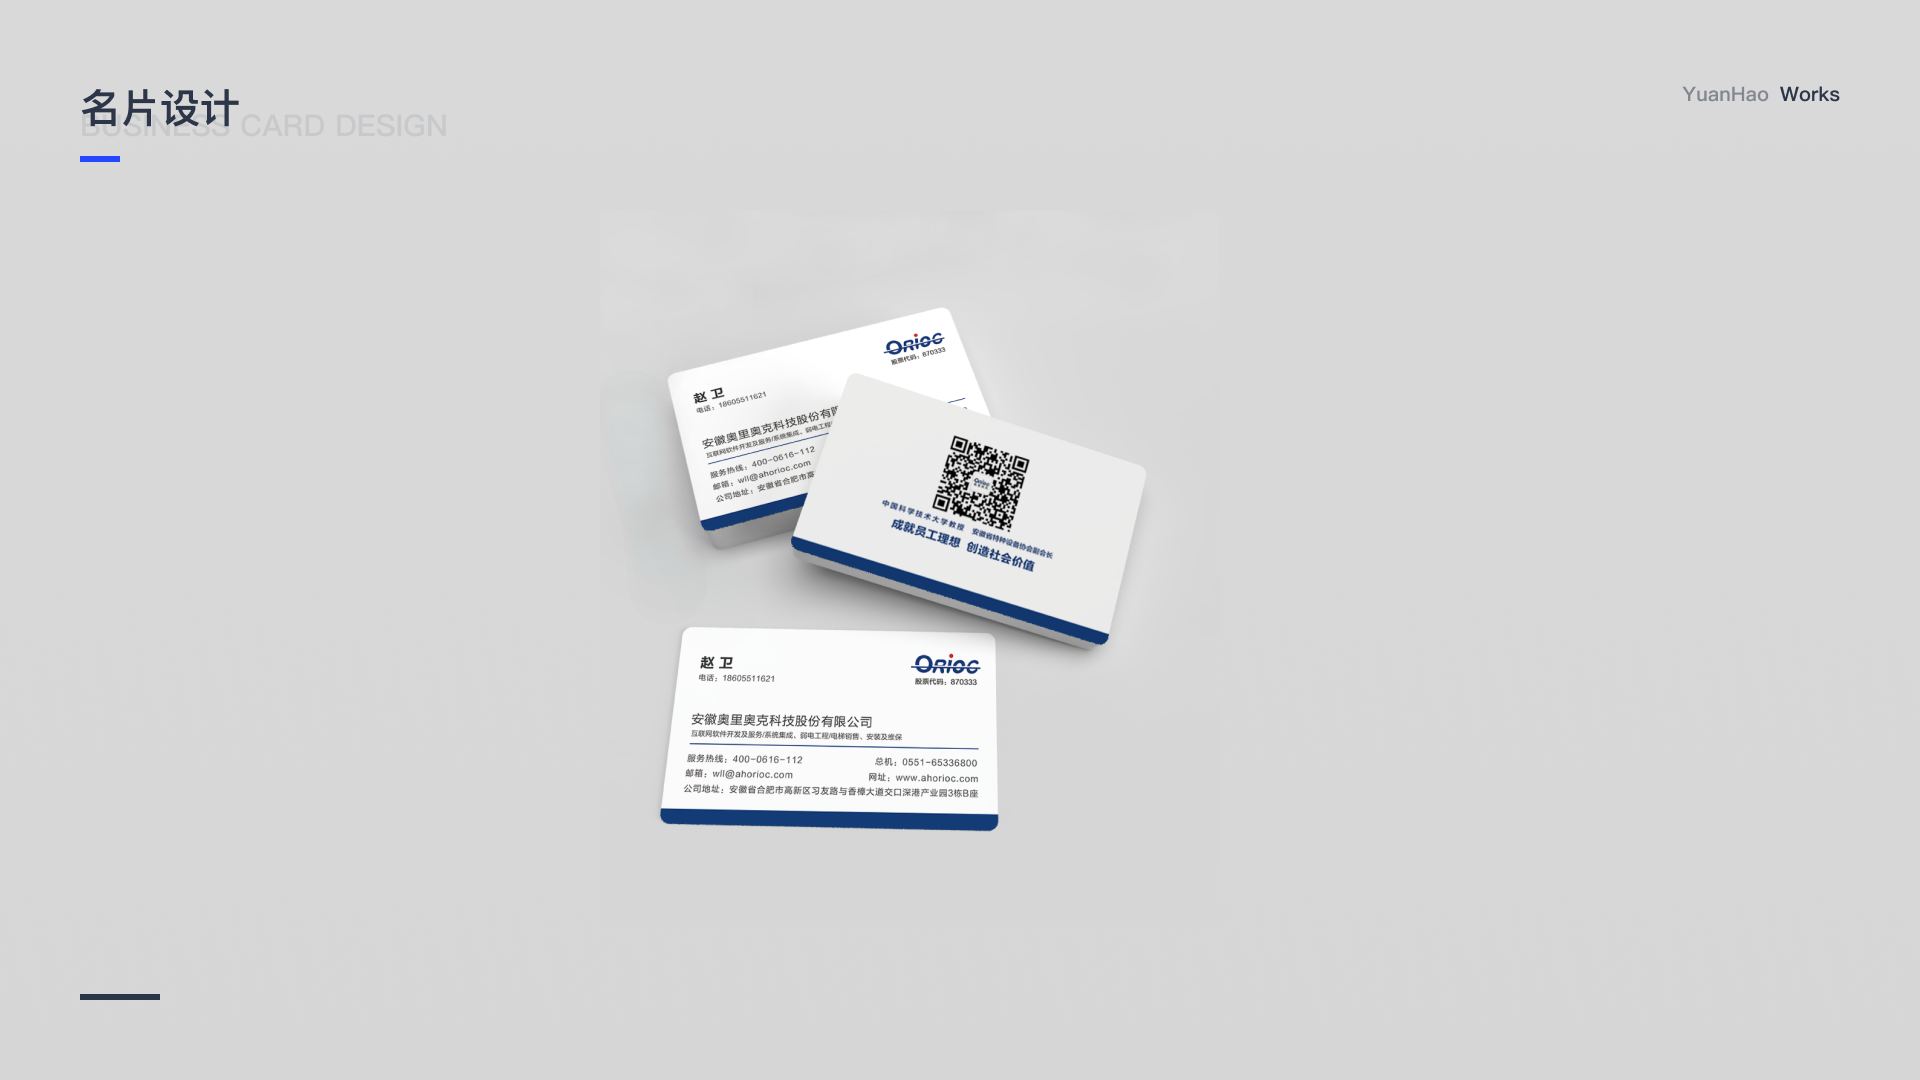 名片设计
BUSINESS CARD DESIGN
YuanHao Works
ORiOC
股票代码：870333
赵 卫
电话：18605511621
安徽奥里奥克科技股份有限
互联网软件开发及服务/系统集成、弱电工程
服务热线：400-0616-112
邮箱：wll@ahorioc.com
公司地址：安徽省合肥市高
中国科学技术大学教授 安徽省特种设备协会副会长
成就员工理想 创造社会价值
赵 卫
电话：18605511621
ORiOC
股票代码：870333
安徽奥里奥克科技股份有限公司
互联网软件开发及服务/系统集成、弱电工程/电梯销售、安装及维保
服务热线：400-0616-112 总机：0551-65336800
邮箱：wll@ahorioc.com 网址：www.ahorioc.com
公司地址：安徽省合肥市高新区习友路与香樟大道交口深港产业园3栋B座